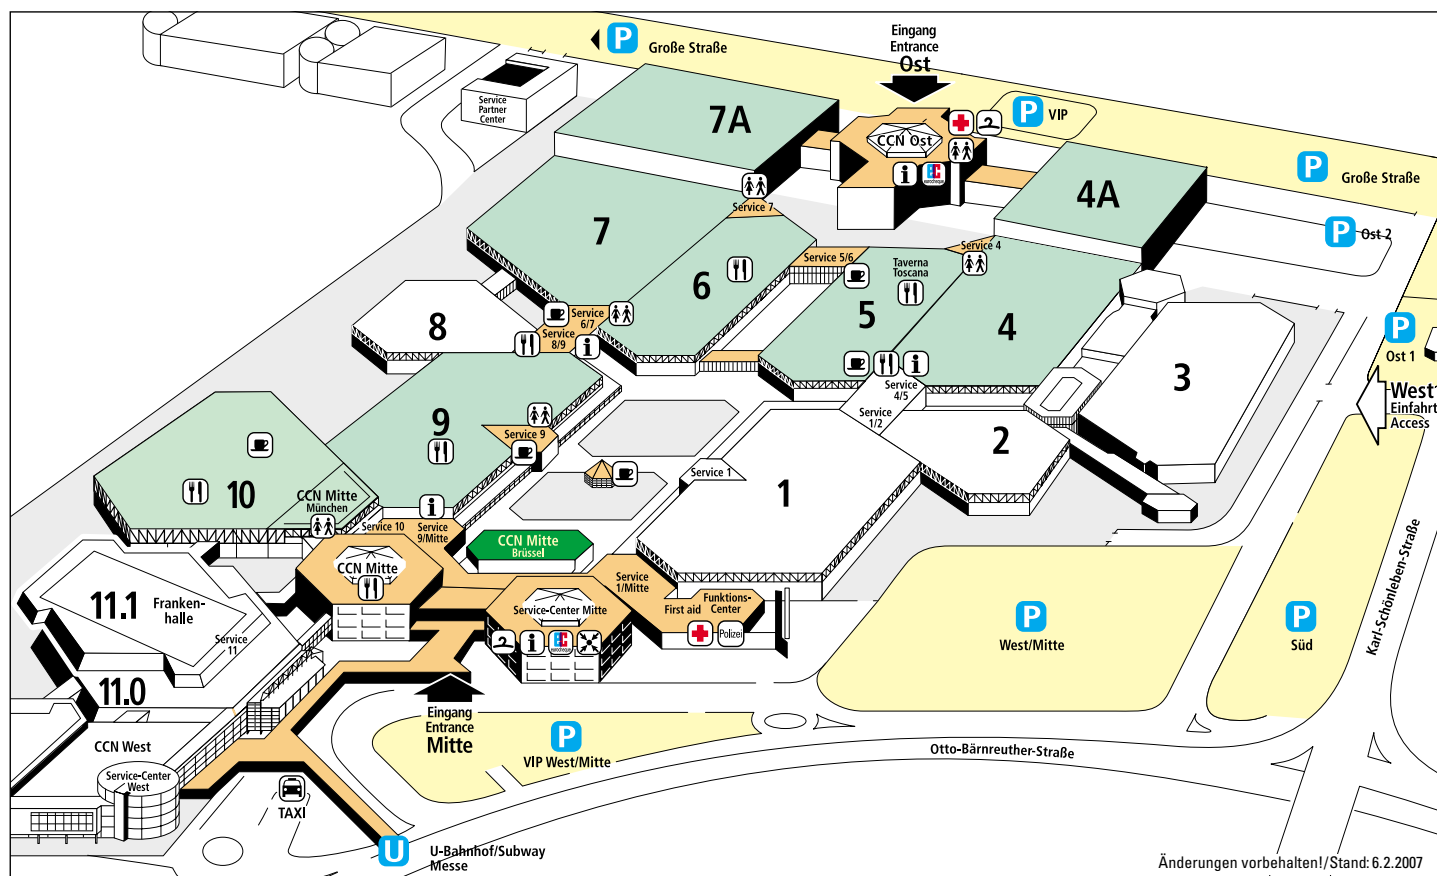 Eingang
Entrance
Ost
P
Große Straße
P
VIP
Service
Partner
Center
7A
CCN Ost
i
EC
eurocheque
P
Große Straße
4A
P
Ost 2
Service 7
7
Service 5/6
Service 4
Taverna
Toscana
6
5
4
8
Service
6/7
Service
8/9
i
P
Ost 1
West
Einfahrt
Access
3
i
Service
4/5
Service
1/2
9
Service 9
2
10
CCN Mitte
München
Service 1
1
i
Service 10
Service
9/Mitte
CCN Mitte
Brüssel
CCN Mitte
Service
1/Mitte
Service-Center Mitte
First aid
Funktions-
Center
Polizei
i
EC
eurocheque
11.1
Franken-
halle
Service
11
11.0
P
West/Mitte
P
Süd
Karl-Schönleben-Straße
Eingang
Entrance
Mitte
P
VIP West/Mitte
Otto-Bärnreuther-Straße
CCN West
Service-Center
West
TAXI
U
U-Bahnhof/Subway
Messe
Änderungen vorbehalten!/Stand: 6.2.2007